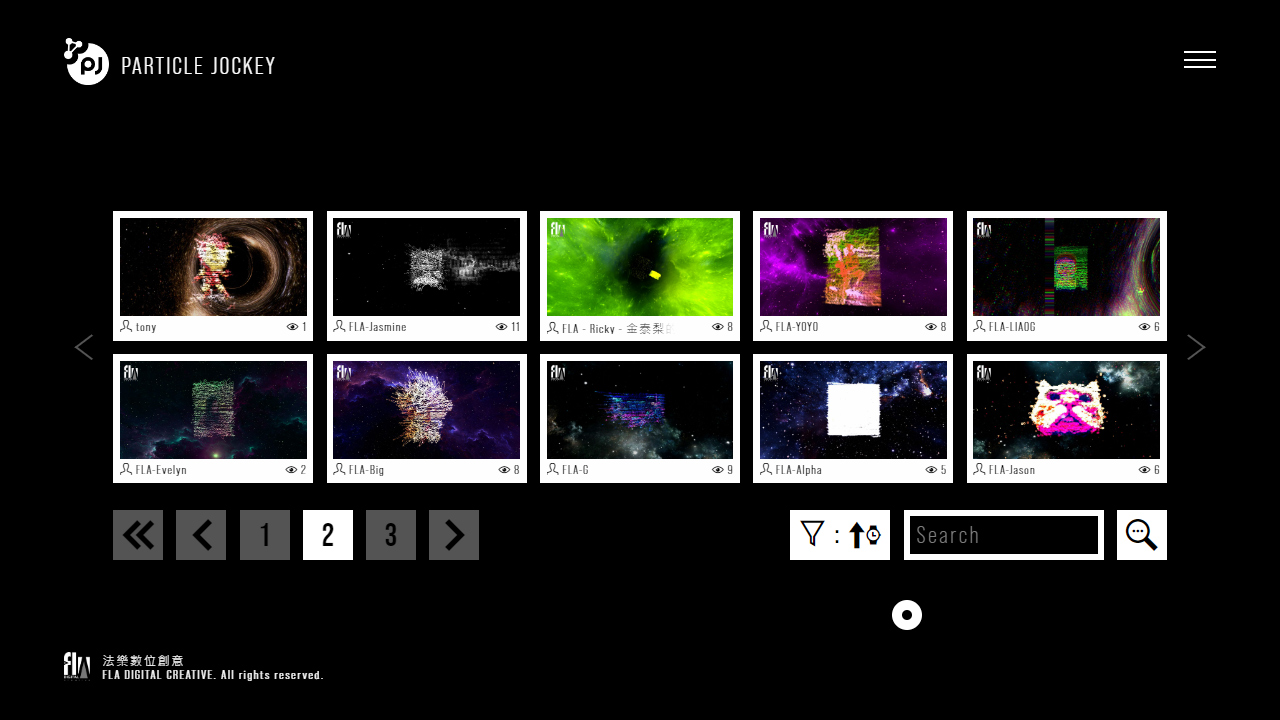 PJ
PARTICLE JOCKEY
tony 1
FLA-Jasmine 11
FLA - Ricky - 金泰梨的 8
FLA-YOYO 8
FLA-LIAOG 6
FLA-Evelyn 2
FLA-Big 8
FLA-G 9
FLA-Alpha 5
FLA-Jason 6
1
2
3
:
Search
法樂數位創意
FLA DIGITAL CREATIVE. All rights reserved.